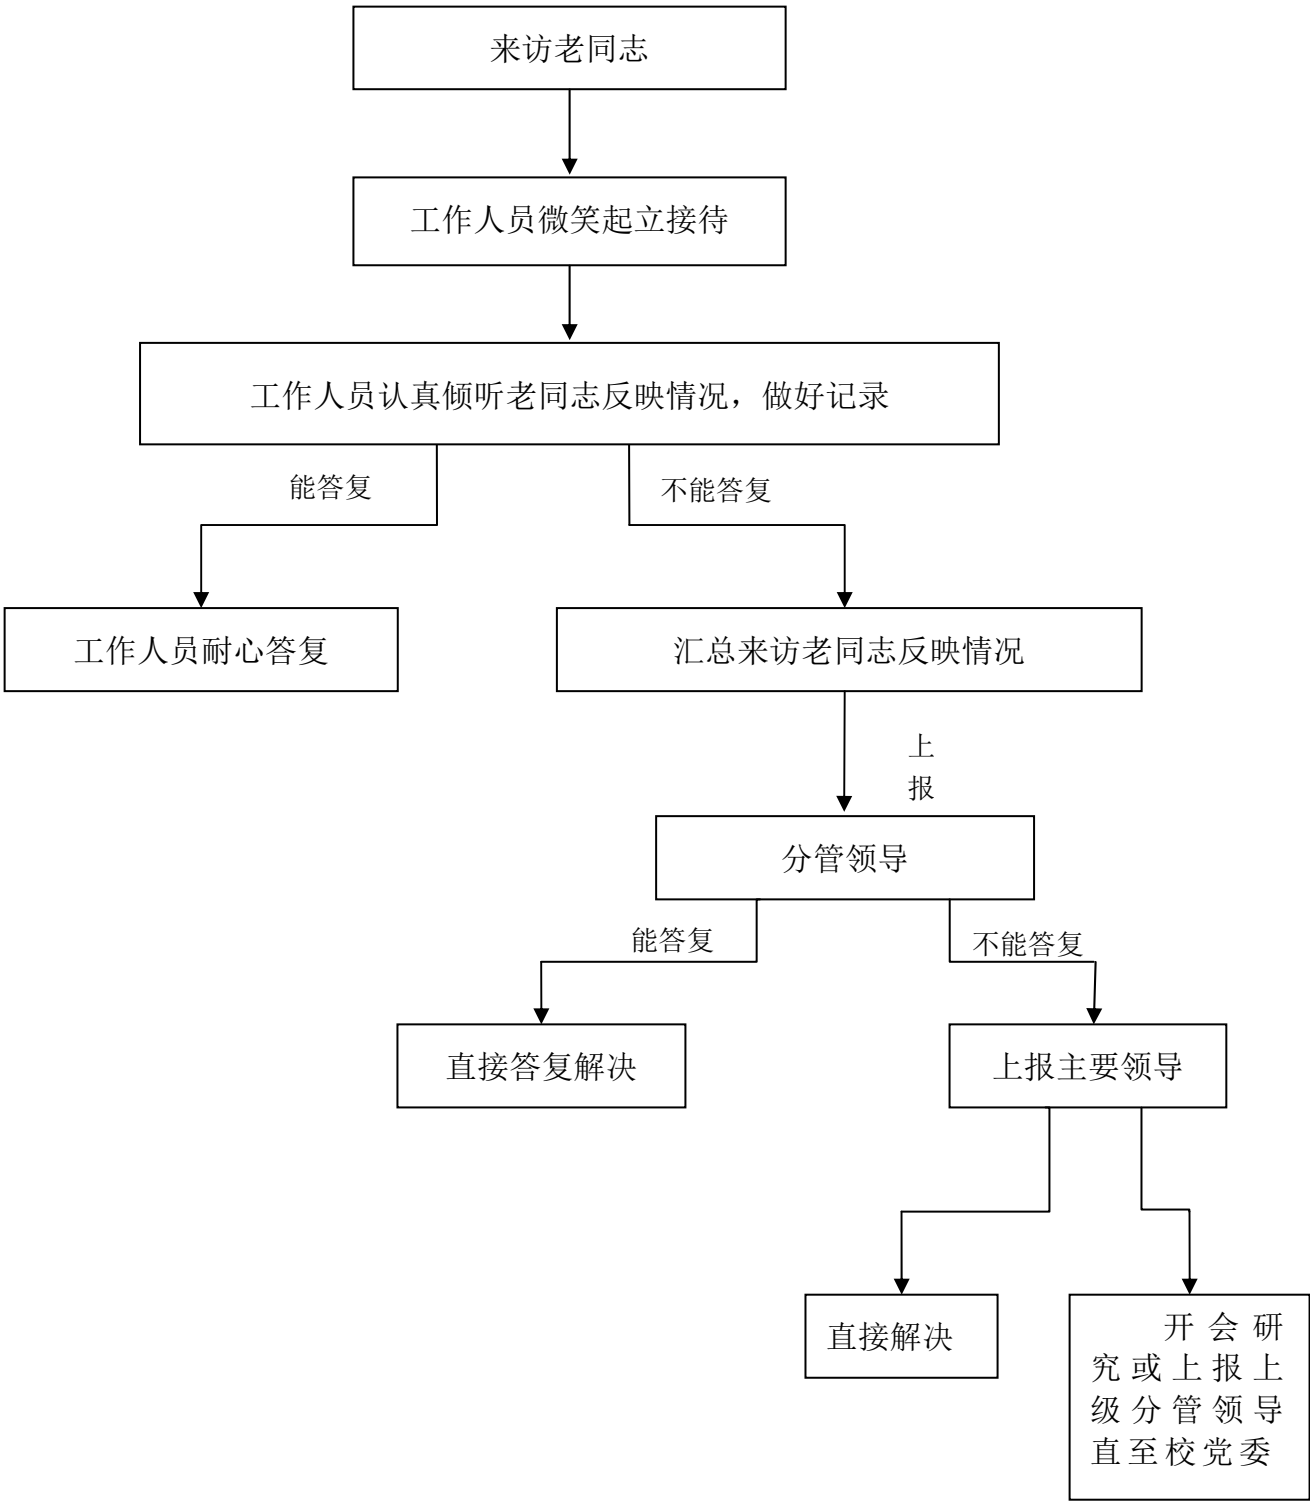 来访老同志
工作人员微笑起立接待
工作人员认真倾听老同志反映情况，做好记录
能答复
不能答复
工作人员耐心答复
汇总来访老同志反映情况
上
报
分管领导
能答复
不能答复
直接答复解决
上报主要领导
直接解决
开会研
究或上报上
级分管领导
直至校党委